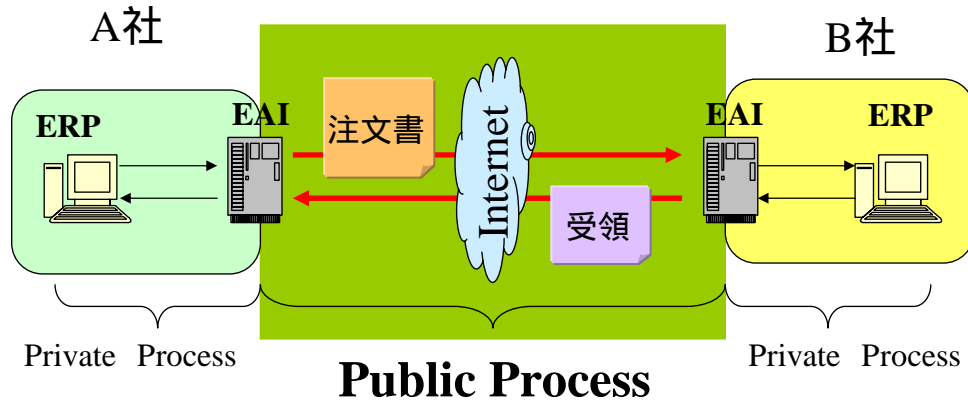 A社
B社
ERP
EAI
注文書
Internet
受領
EAI
ERP
Private Process
Public Process
Private Process